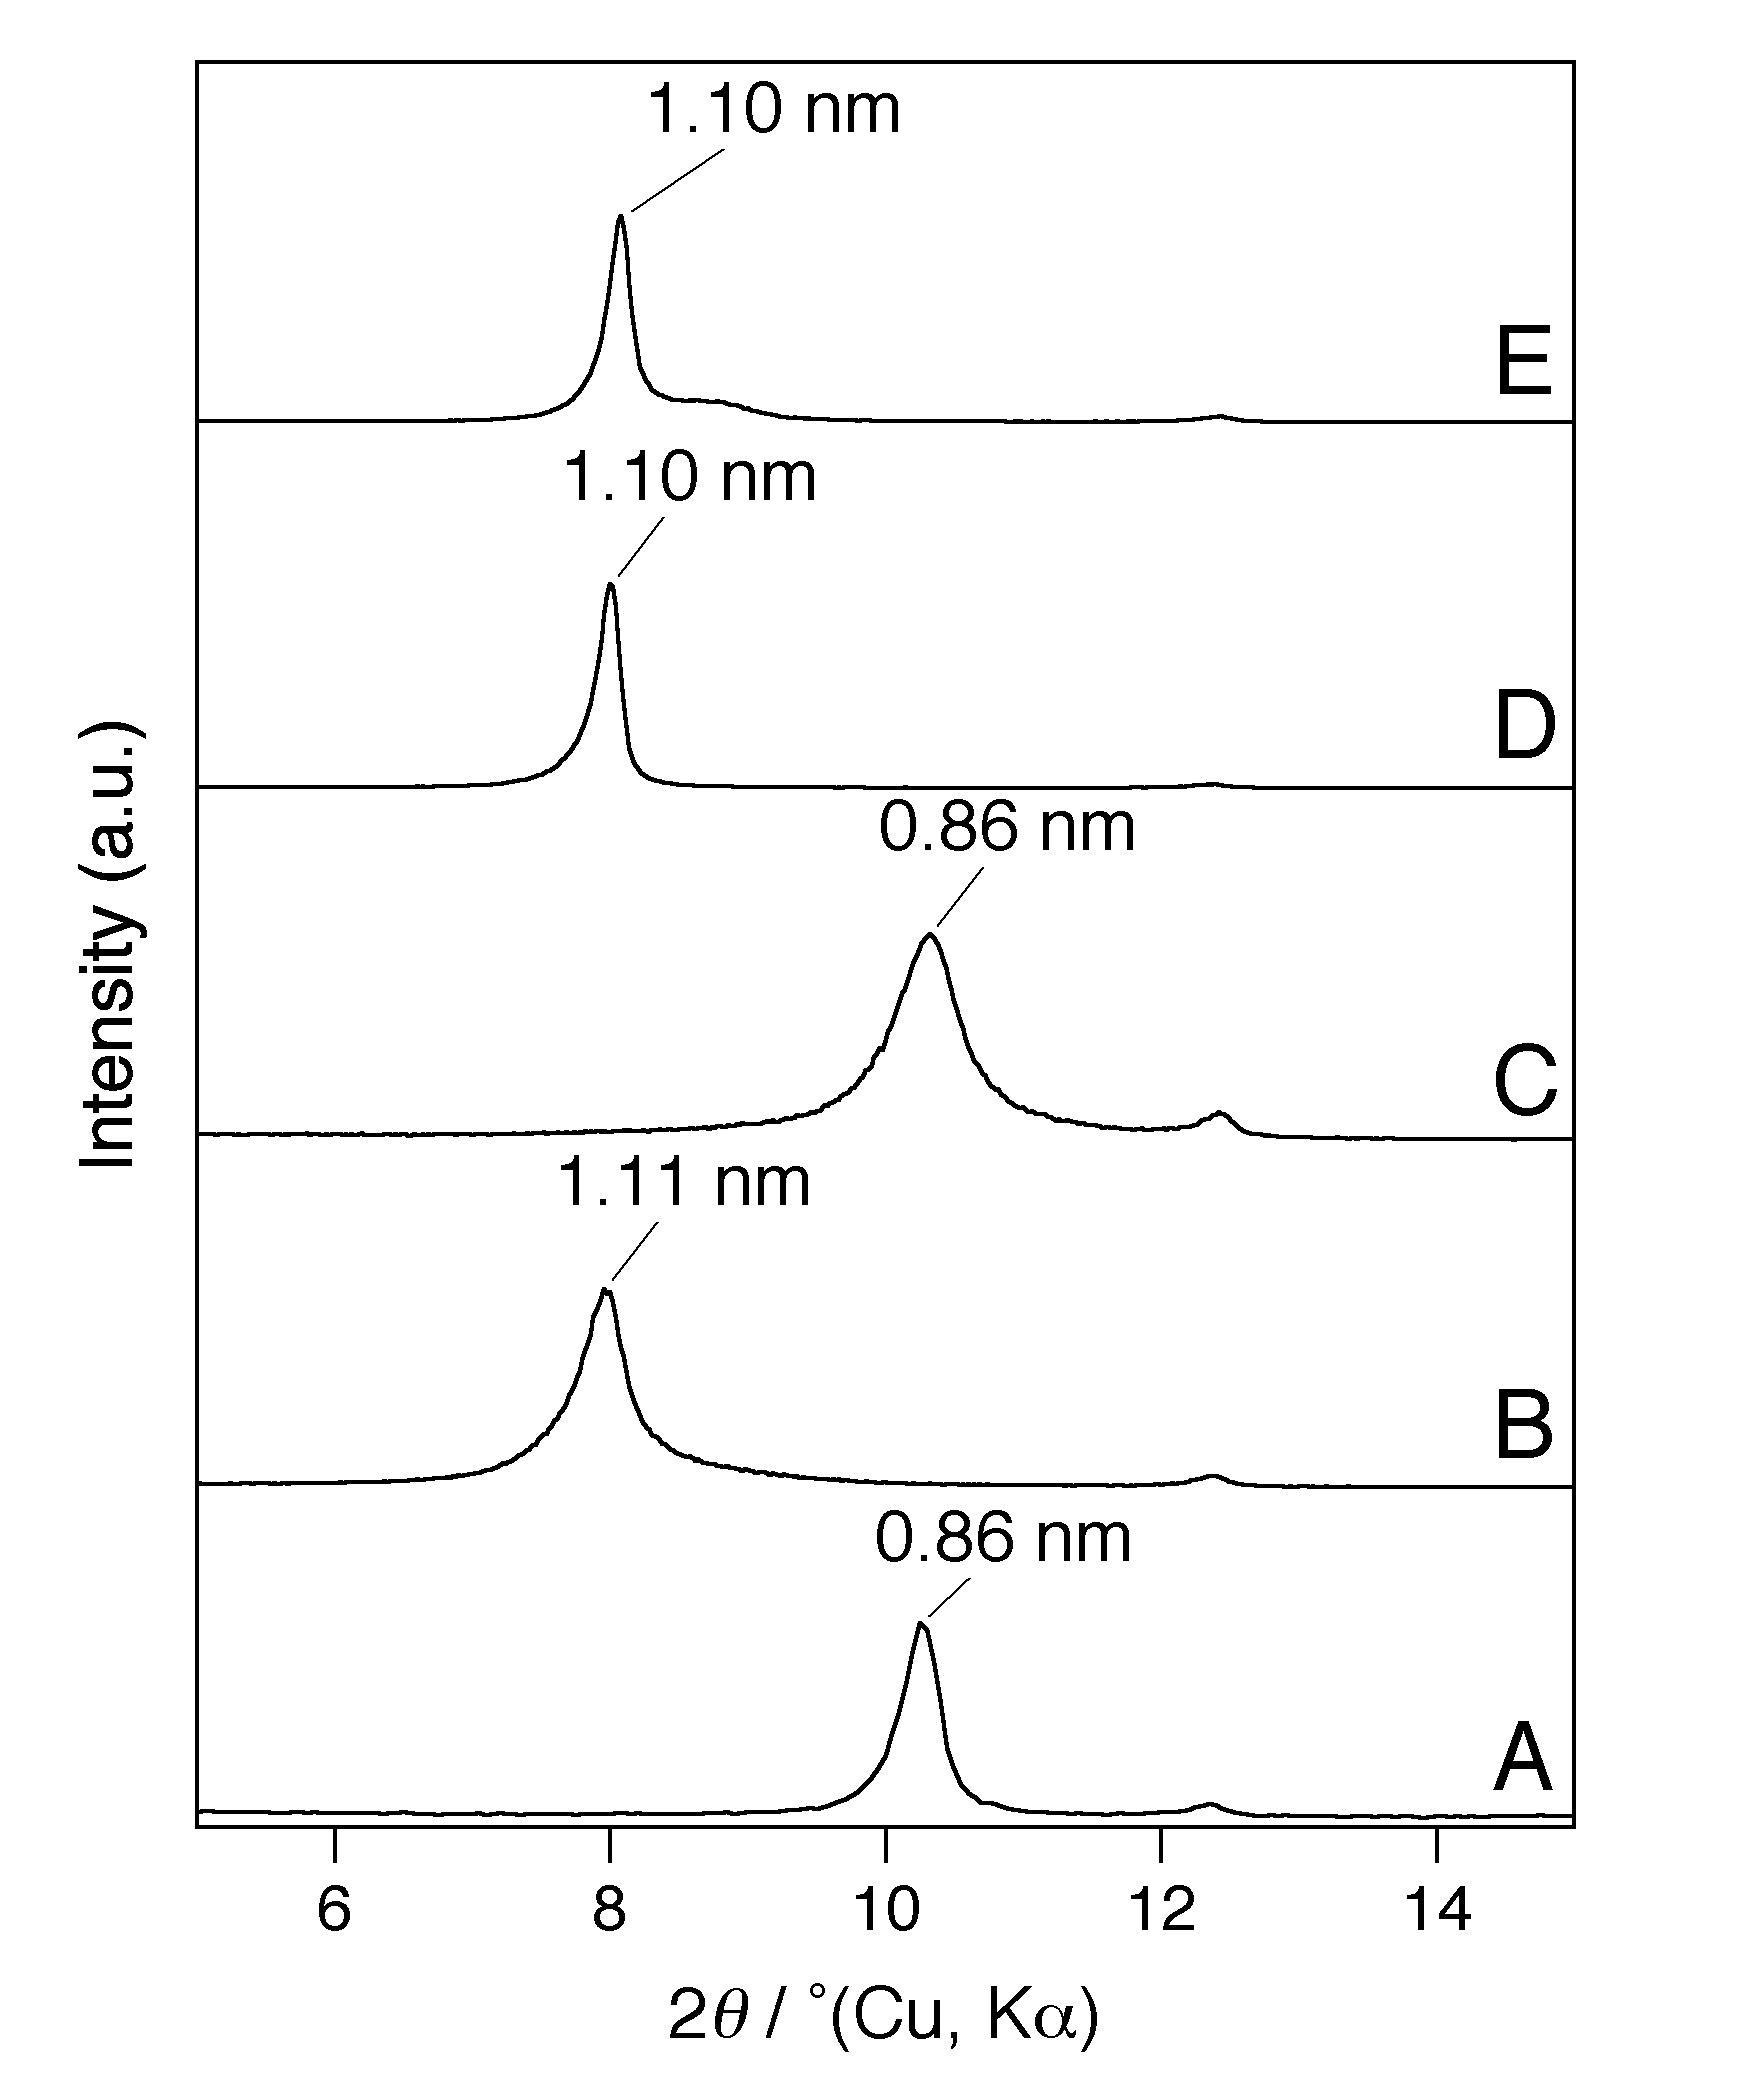 1.10 nm
E
1.10 nm
D
0.86 nm
C
1.11 nm
B
0.86 nm
A
Intensity (a.u.)
6 8 10 12 14
2θ / °(Cu, Kα)